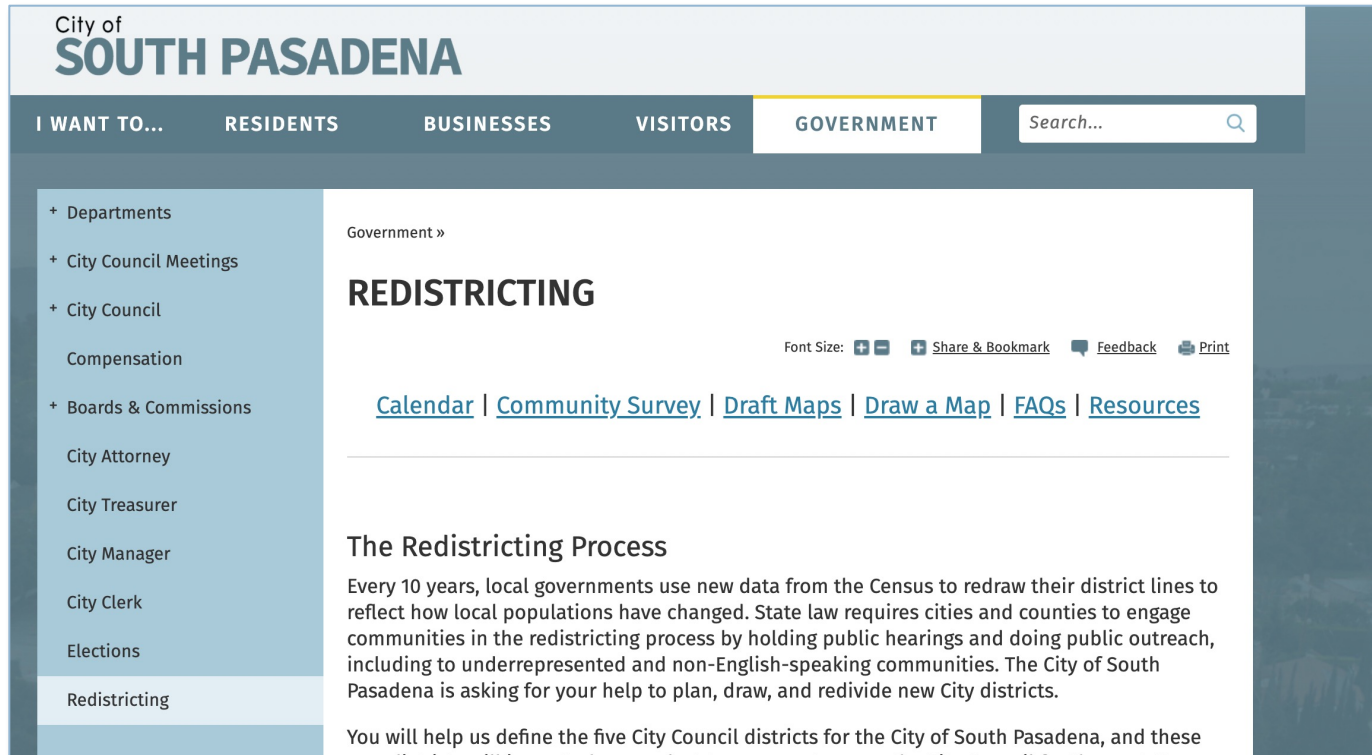 City of
SOUTH PASADENA
I WANT TO...
RESIDENTS
BUSINESSES
VISITORS
GOVERNMENT
Search...
+ Departments
+ City Council Meetings
+ City Council
Compensation
+ Boards & Commissions
City Attorney
City Treasurer
City Manager
City Clerk
Elections
Redistricting
Government »
REDISTRICTING
Font Size: + - + Share & Bookmark Feedback Print
Calendar | Community Survey | Draft Maps | Draw a Map | FAQs | Resources
The Redistricting Process
Every 10 years, local governments use new data from the Census to redraw their district lines to
reflect how local populations have changed. State law requires cities and counties to engage
communities in the redistricting process by holding public hearings and doing public outreach,
including to underrepresented and non-English-speaking communities. The City of South
Pasadena is asking for your help to plan, draw, and redivide new City districts.
You will help us define the five City Council districts for the City of South Pasadena, and these